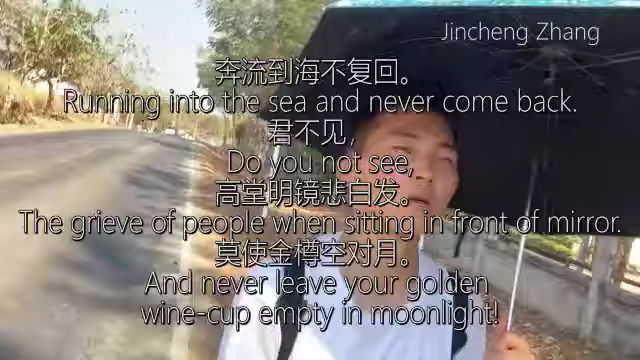 Jincheng Zhang
奔流到海不复回。
Running into the sea and never come back.
君不见，
Do you not see,
高堂明镜悲白发。
The grieve of people when sitting in front of mirror.
莫使金樽空对月。
And never leave your golden
wine-cup empty in moonlight!